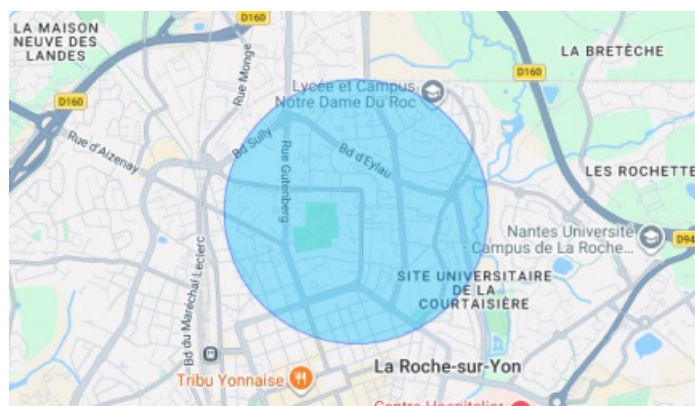 LA MAISON
NEUVE DES
LANDES
D160
Rue Monge
LA BRETÈCHE
D160
D160
Lycée et Campus
Notre Dame Du Roc
Rue d'Aizenay
Bd Sully
Rue Gutenberg
Bd d'Eylau
LES ROCHETTE
Nantes Université
Campus de La Roche...
D94
Bd du Maréchal Leclerc
SITE UNIVERSITAIRE
DE LA
COURTAISIÈRE
La Roche-sur-Yon
Tribu Yonnaise
Centre Hospitalier